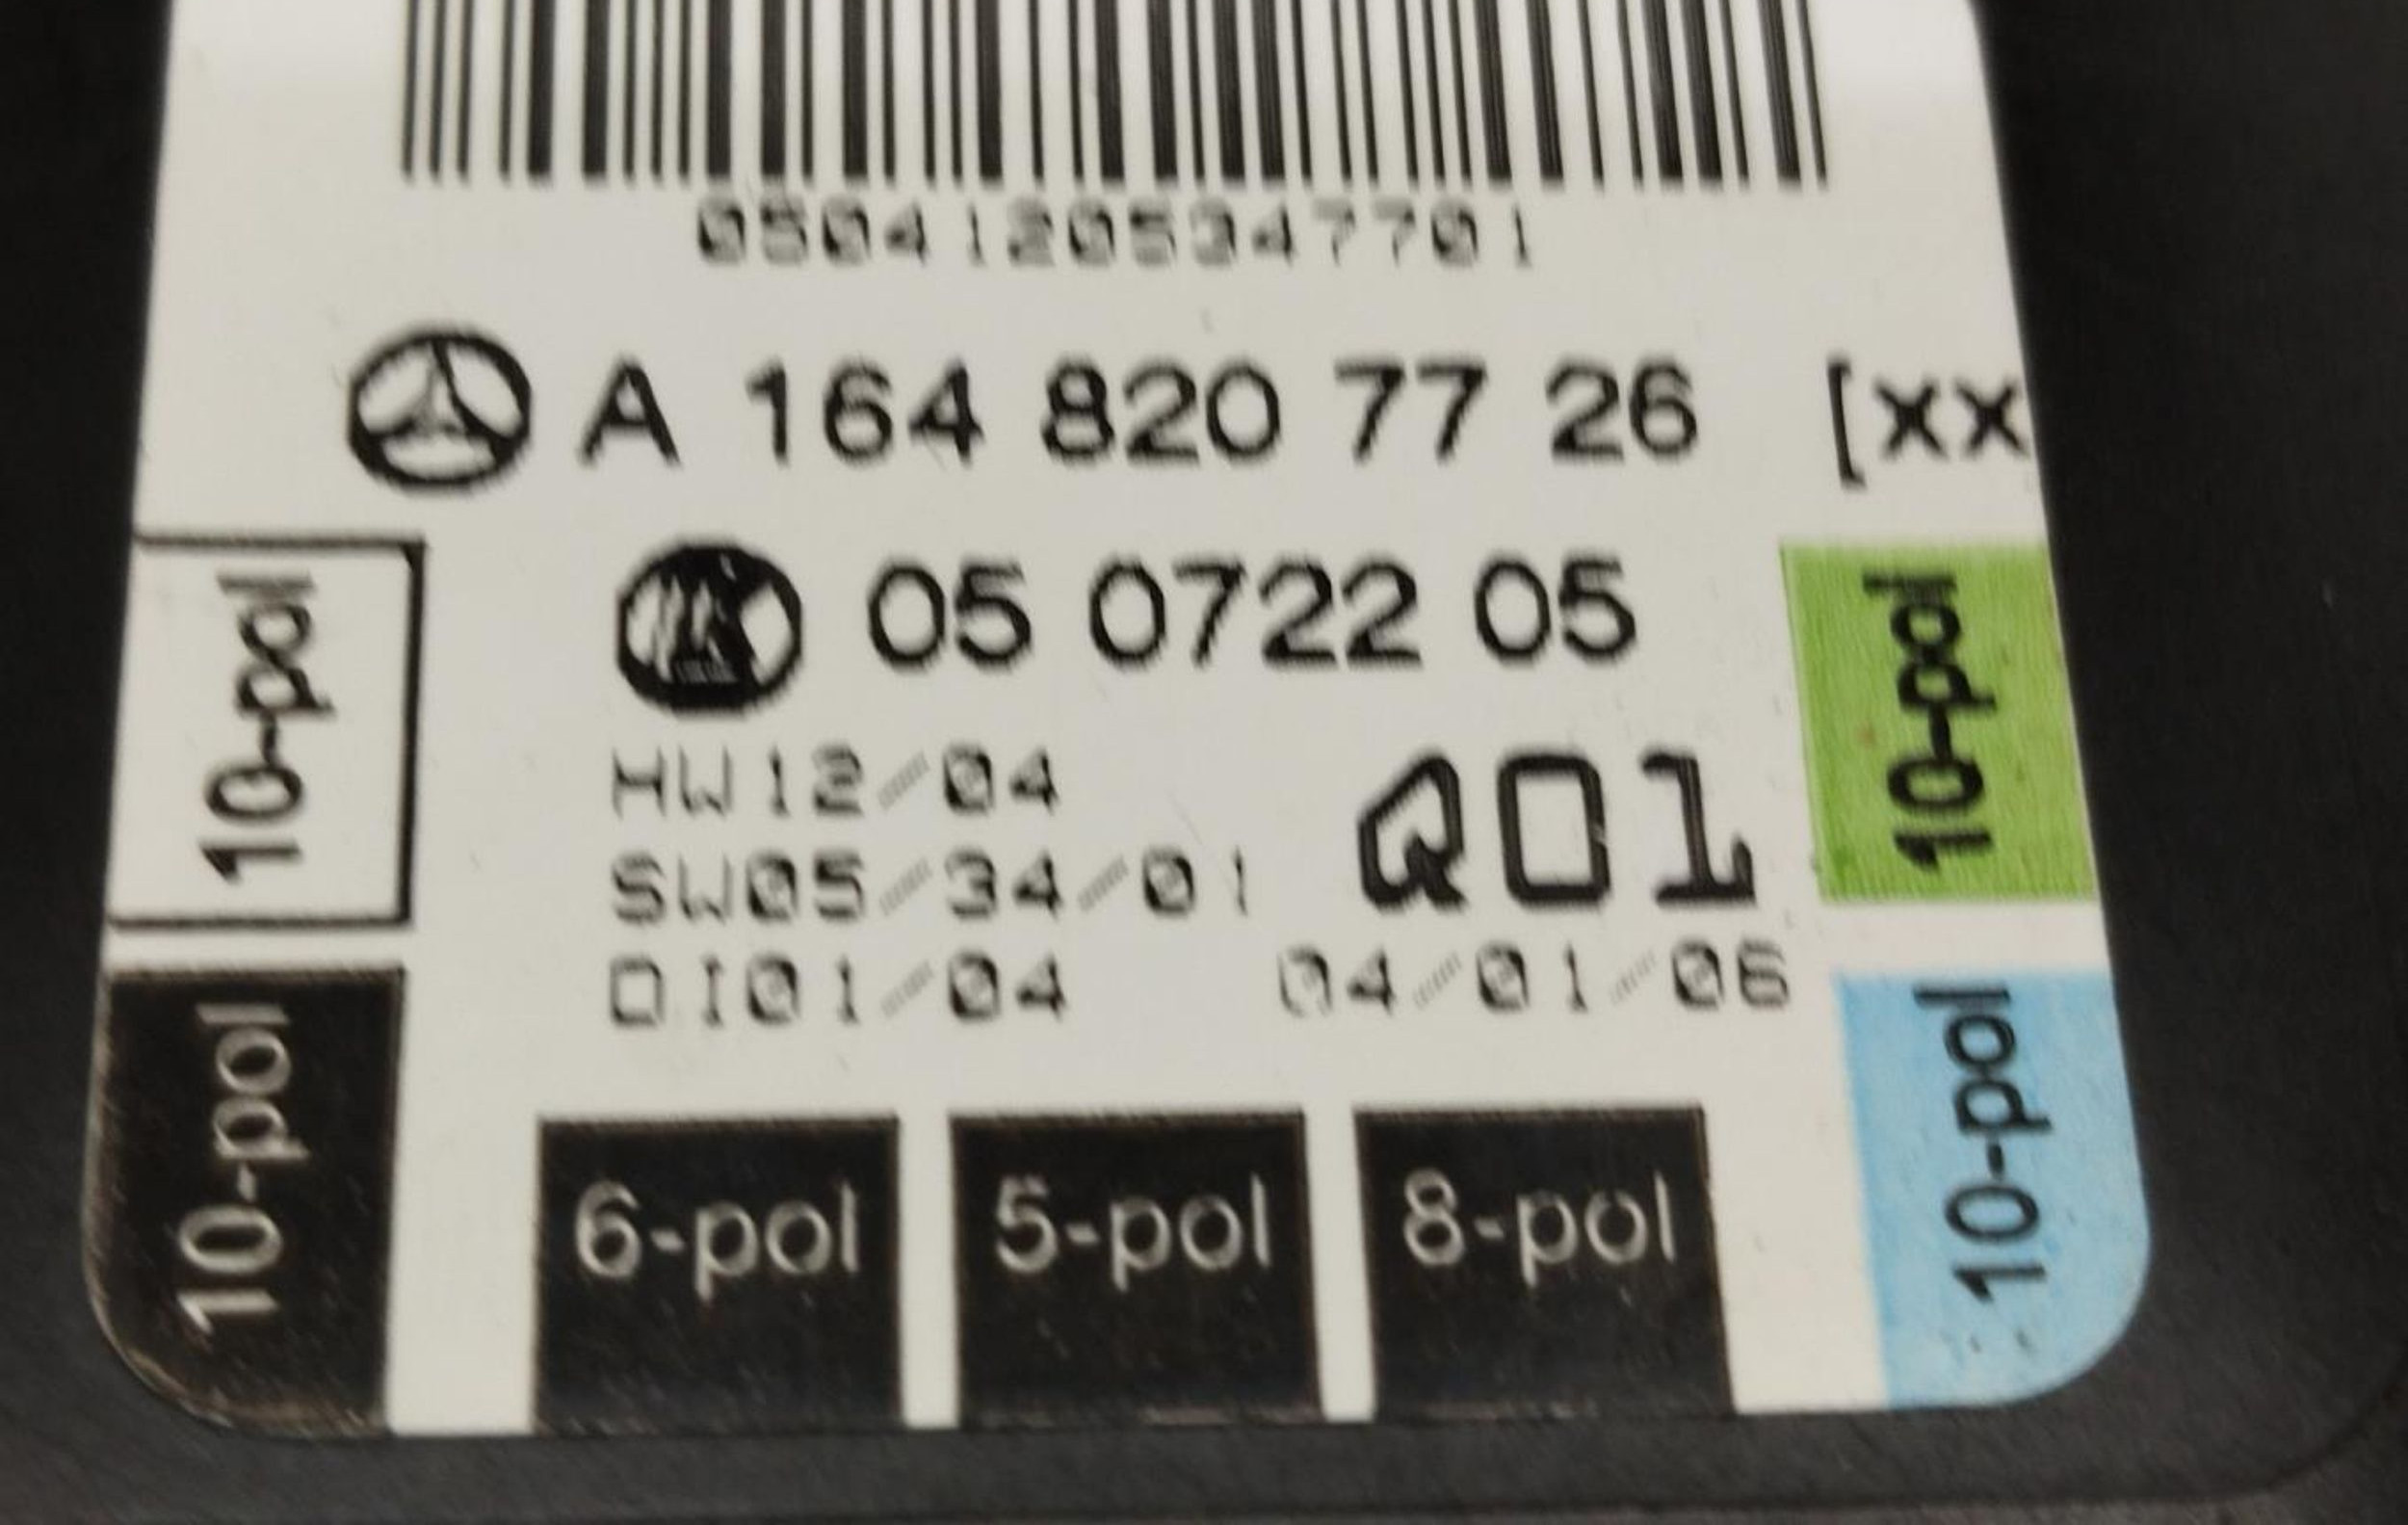 05041205347701
A 164 820 77 26 [xx
05 0722 05
10-pol
10-pol
HW12/04
Q01
SW05/34/01
DI01/04 04/01/06
10-pol
10-pol
6-pol 5-pol 8-pol